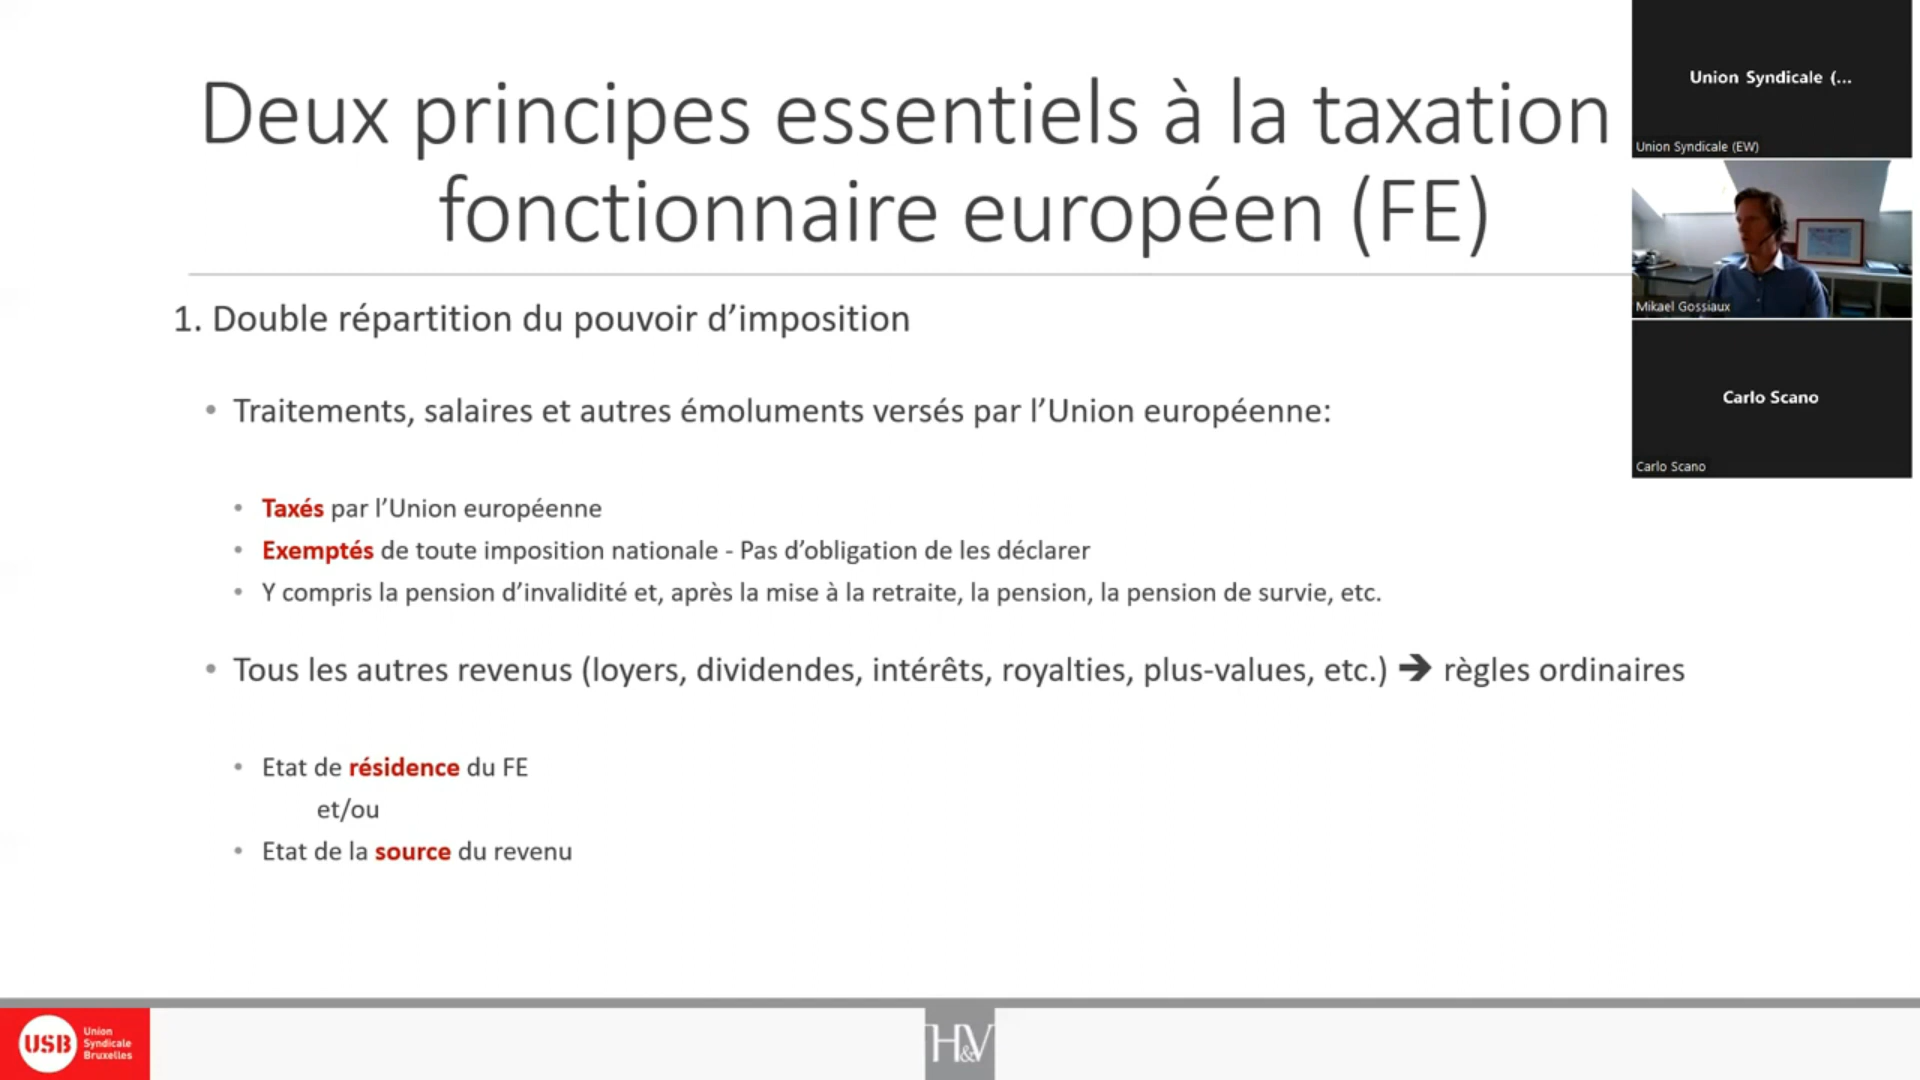 Deux principes essentiels à la taxation
fonctionnaire européen (FE)
1. Double répartition du pouvoir d’imposition
• Traitements, salaires et autres émoluments versés par l’Union européenne:
• Taxés par l’Union européenne
• Exemptés de toute imposition nationale - Pas d’obligation de les déclarer
• Y compris la pension d’invalidité et, après la mise à la retraite, la pension, la pension de survie, etc.
• Tous les autres revenus (loyers, dividendes, intérêts, royalties, plus-values, etc.) ➔ règles ordinaires
• Etat de résidence du FE
et/ou
• Etat de la source du revenu
Union Syndicale (...
Union Syndicale (EW)
Mikael Gossiaux
Carlo Scano
Carlo Scano
USB
Union
Syndicale
Bruxelles
H&V